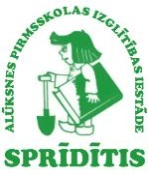 ALŪKSNES PIRMSSKOLAS IZGLĪTĪBAS IESTĀDE
SPRĪDĪTIS